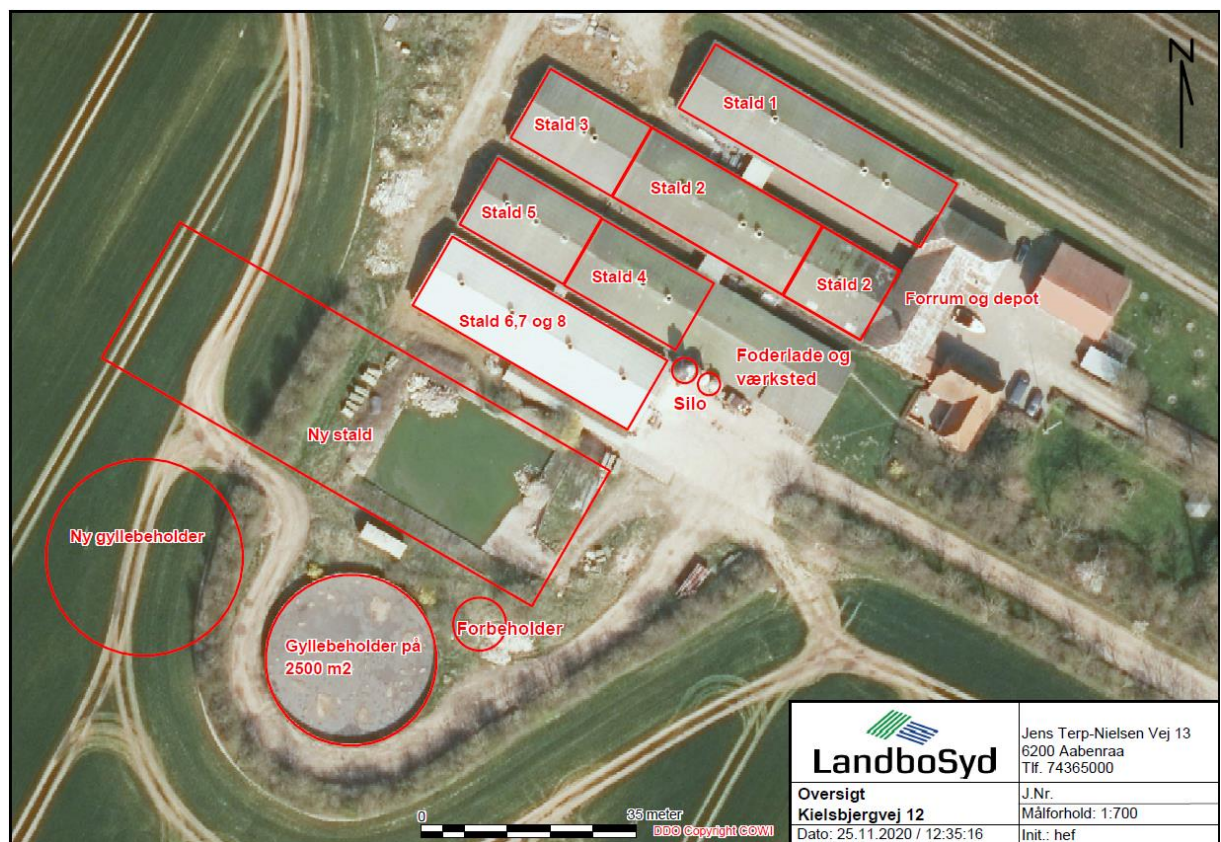 N
Stald 1
Stald 3
Stald 2
Stald 5
Stald 4
Stald 2
Forrum og depot
Stald 6,7 og 8
Foderlade og
værksted
Silo
Ny stald
Ny gyllebeholder
Forbeholder
Gyllebeholder på
2500 m2
0
35 meter
DDO Copyright COWI
LandboSyd
Jens Terp-Nielsen Vej 13
6200 Aabenraa
Tlf. 74365000
Oversigt
Kielsbjergvej 12
J.Nr.
Målforhold: 1:700
Dato: 25.11.2020 / 12:35:16
Init.: hef